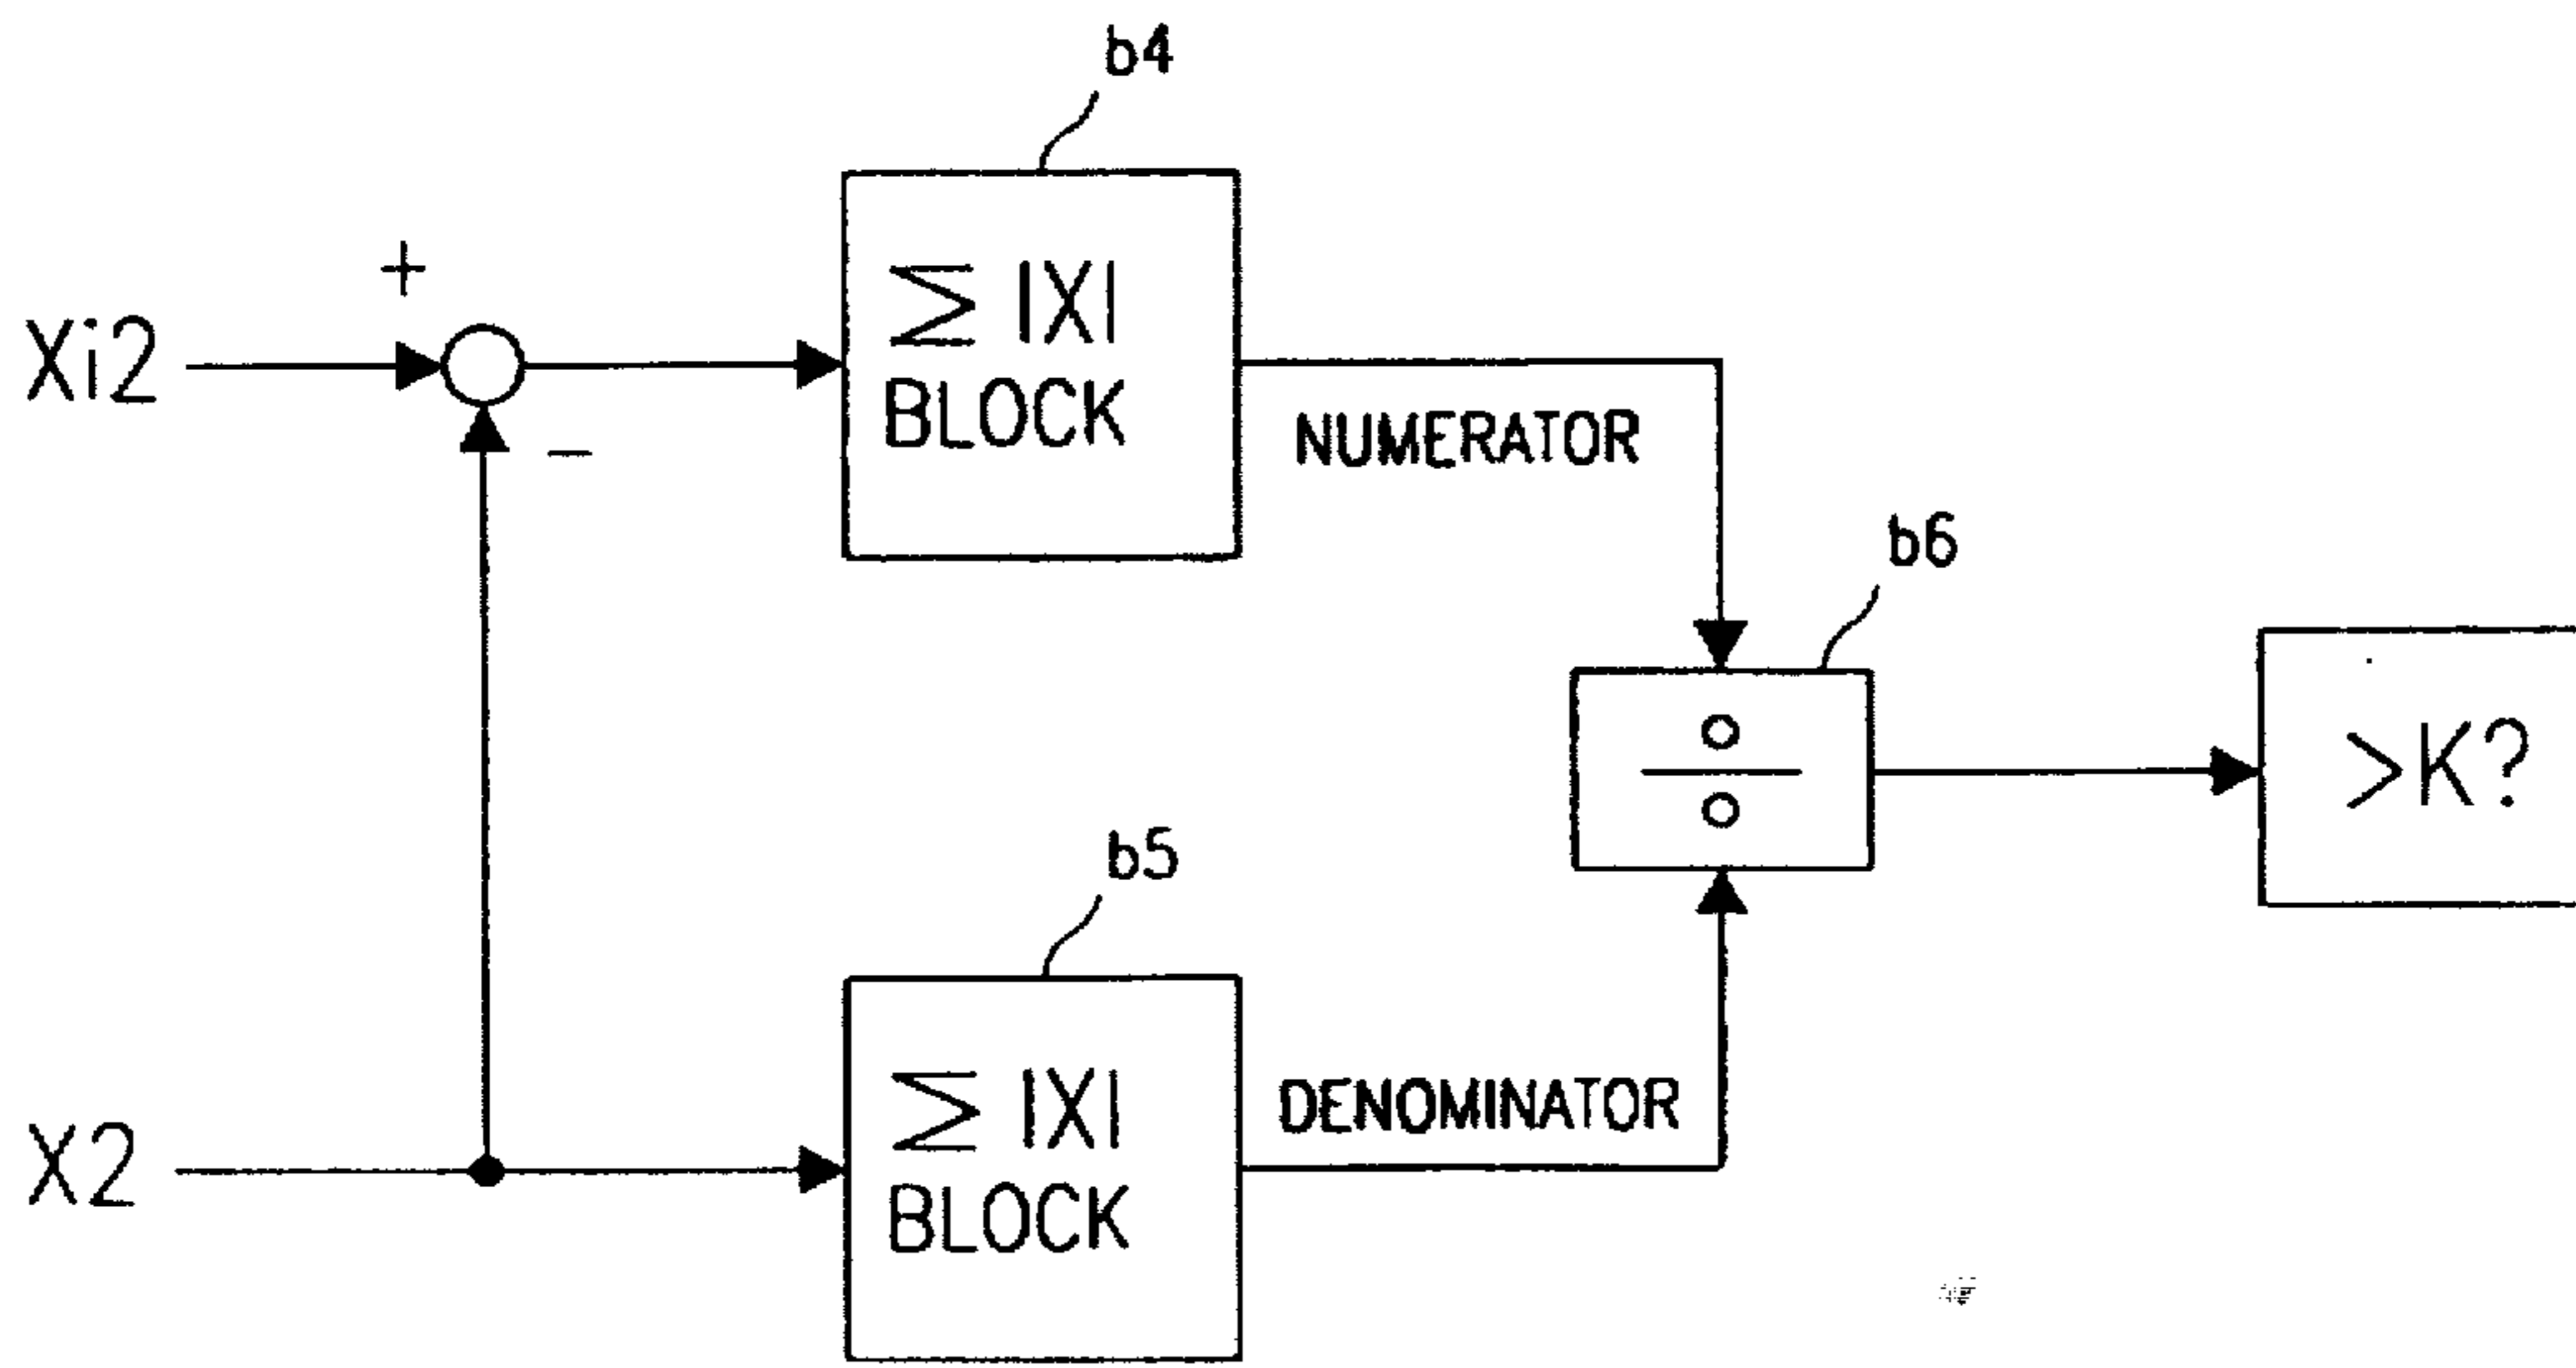 b4
+
Xi2
Σ |X|
BLOCK
−
NUMERATOR
b6
÷
>K?
b5
X2
Σ |X|
BLOCK
DENOMINATOR